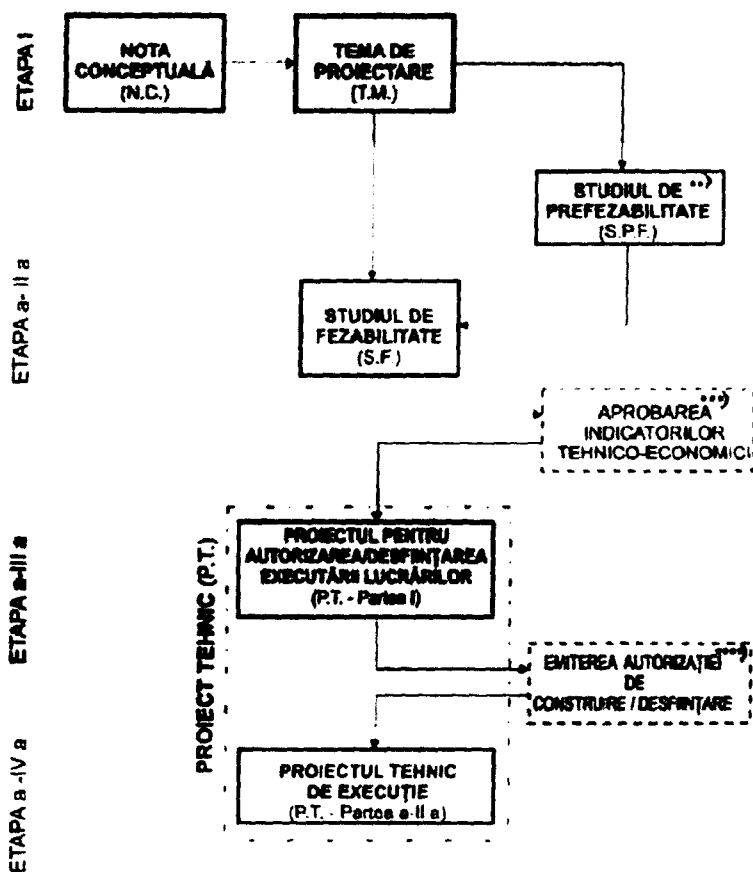 ETAPA I
NOTA
CONCEPTUALĂ
(N.C.)
TEMA DE
PROIECTARE
(T.M.)
ETAPA a- II a
STUDIUL DE **)
PREFEZABILITATE
(S.P.F.)
STUDIUL DE
FEZABILITATE
(S.F.)
APROBAREA ***)
INDICATORILOR
TEHNICO-ECONOMICI
ETAPA a-III a
PROIECT TEHNIC (P.T.)
PROIECTUL PENTRU
AUTORIZAREA/DESFIINȚAREA
EXECUTĂRII LUCRĂRILOR
(P.T. - Partea I)
EMITEREA AUTORIZAȚIEI ****)
DE
CONSTRUIRE / DESFIINȚARE
ETAPA a -IV a
PROIECTUL TEHNIC
DE EXECUȚIE
(P.T. - Partea a-II a)